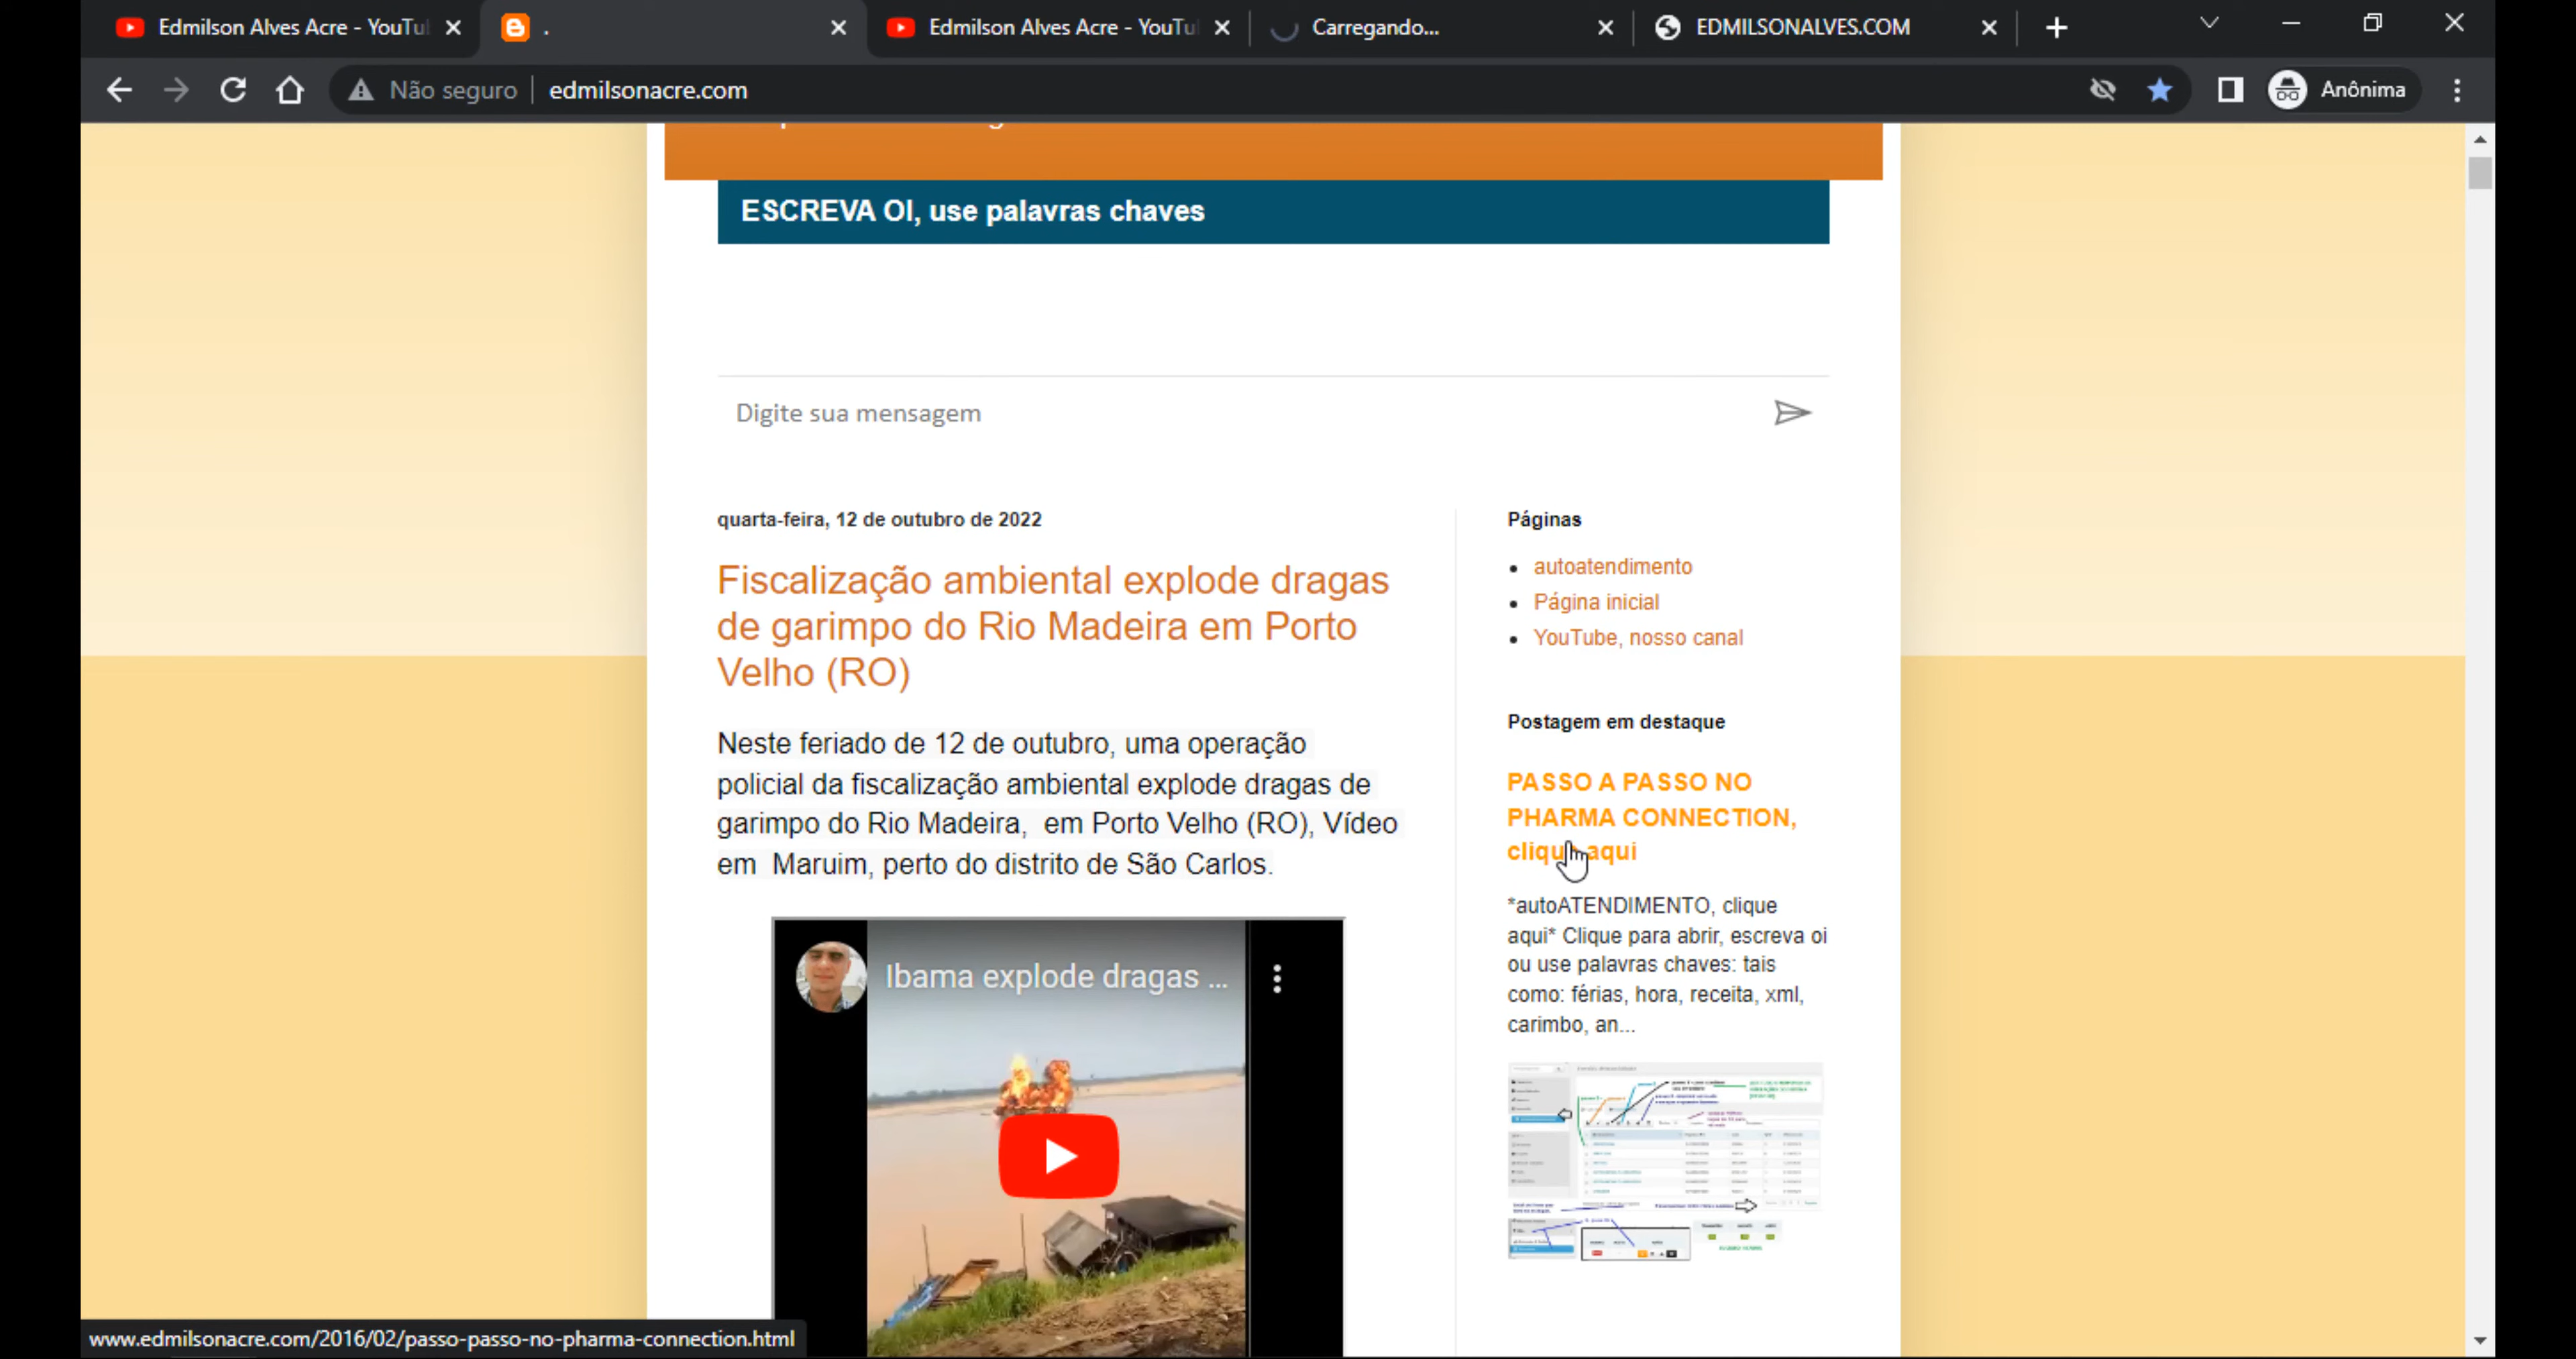 Edmilson Alves Acre - YouTu
.
Edmilson Alves Acre - YouTu
Carregando...
EDMILSONALVES.COM
Não seguro
edmilsonacre.com
Anônima
ESCREVA OI, use palavras chaves
Digite sua mensagem
quarta-feira, 12 de outubro de 2022
Fiscalização ambiental explode dragas
de garimpo do Rio Madeira em Porto
Velho (RO)
Neste feriado de 12 de outubro, uma operação
policial da fiscalização ambiental explode dragas de
garimpo do Rio Madeira, em Porto Velho (RO), Vídeo
em Maruim, perto do distrito de São Carlos.
Ibama explode dragas ...
Páginas
autoatendimento
Página inicial
YouTube, nosso canal
Postagem em destaque
PASSO A PASSO NO
PHARMA CONNECTION,
clique aqui
*autoATENDIMENTO, clique
aqui* Clique para abrir, escreva oi
ou use palavras chaves: tais
como: férias, hora, receita, xml,
carimbo, an...
www.edmilsonacre.com/2016/02/passo-passo-no-pharma-connection.html